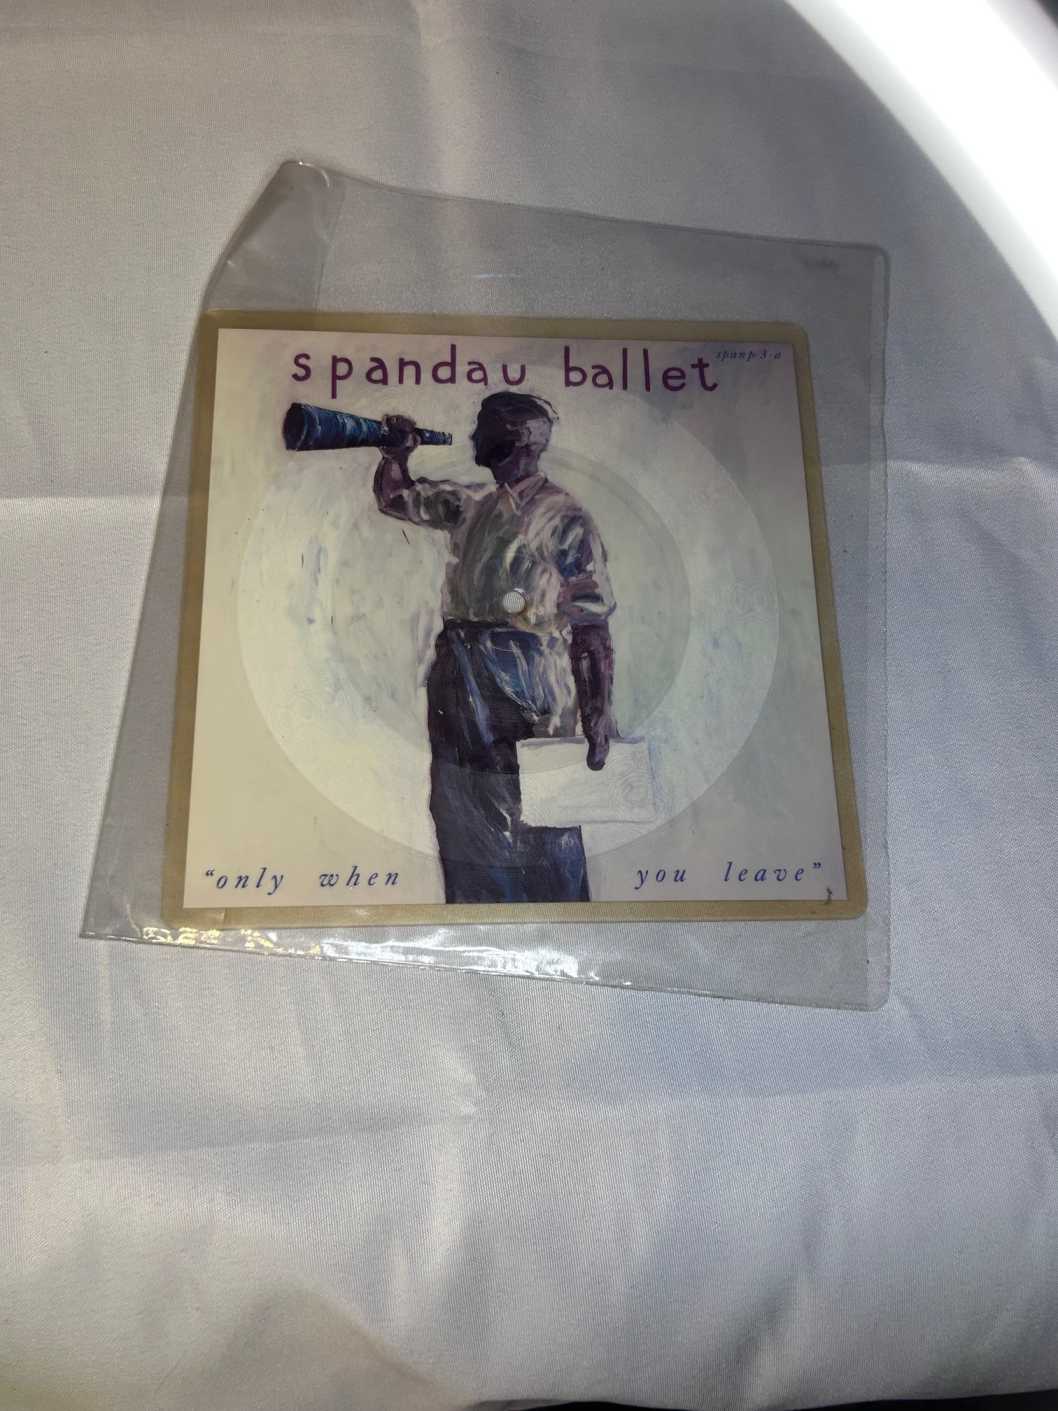 spandau ballet
spanp 3 a
"only when you leave"